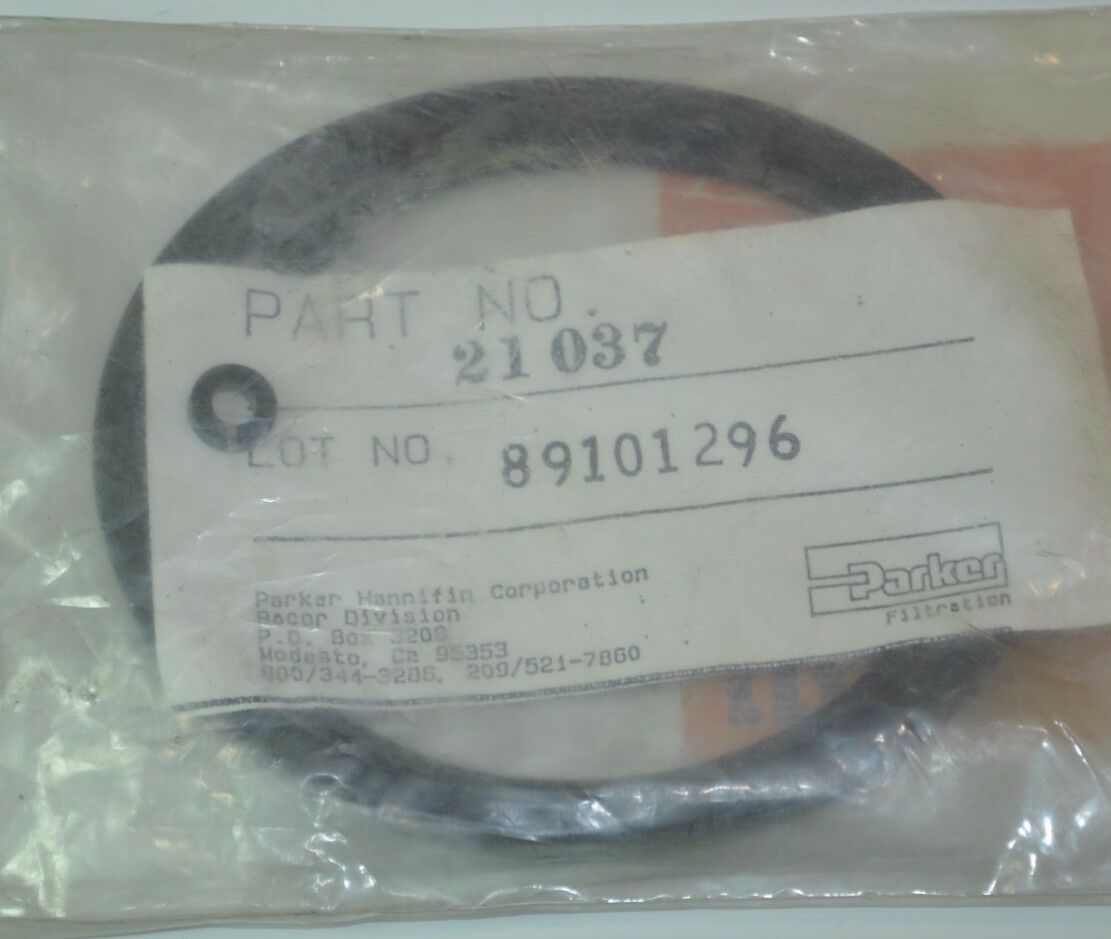 PART NO.
21037
LOT NO. 89101296
Parker Hannifin Corporation
Racor Division
P.O. Box 3208
Modesto, Ca 95353
800/344-3286, 209/521-7860
Parker
Filtration